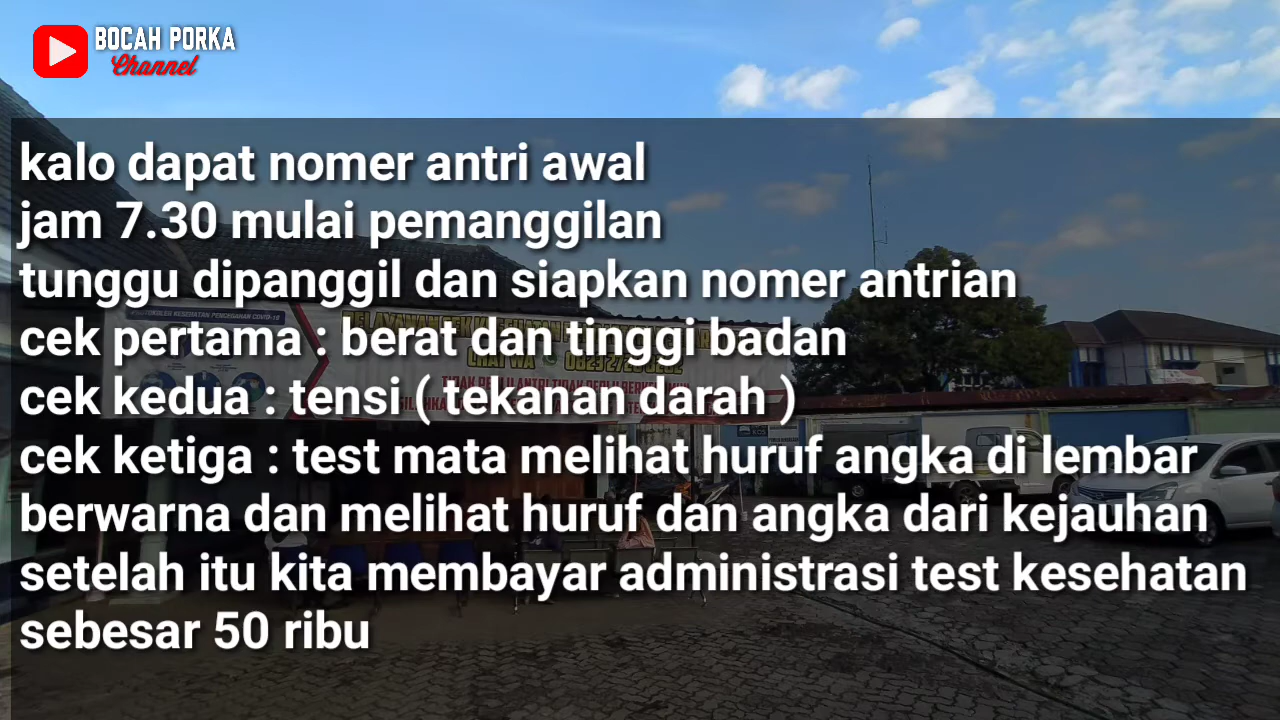 BOCAH PORKA
Channel
kalo dapat nomer antri awal
jam 7.30 mulai pemanggilan
tunggu dipanggil dan siapkan nomer antrian
cek pertama : berat dan tinggi badan
cek kedua : tensi ( tekanan darah )
cek ketiga : test mata melihat huruf angka di lembar
berwarna dan melihat huruf dan angka dari kejauhan
setelah itu kita membayar administrasi test kesehatan
sebesar 50 ribu